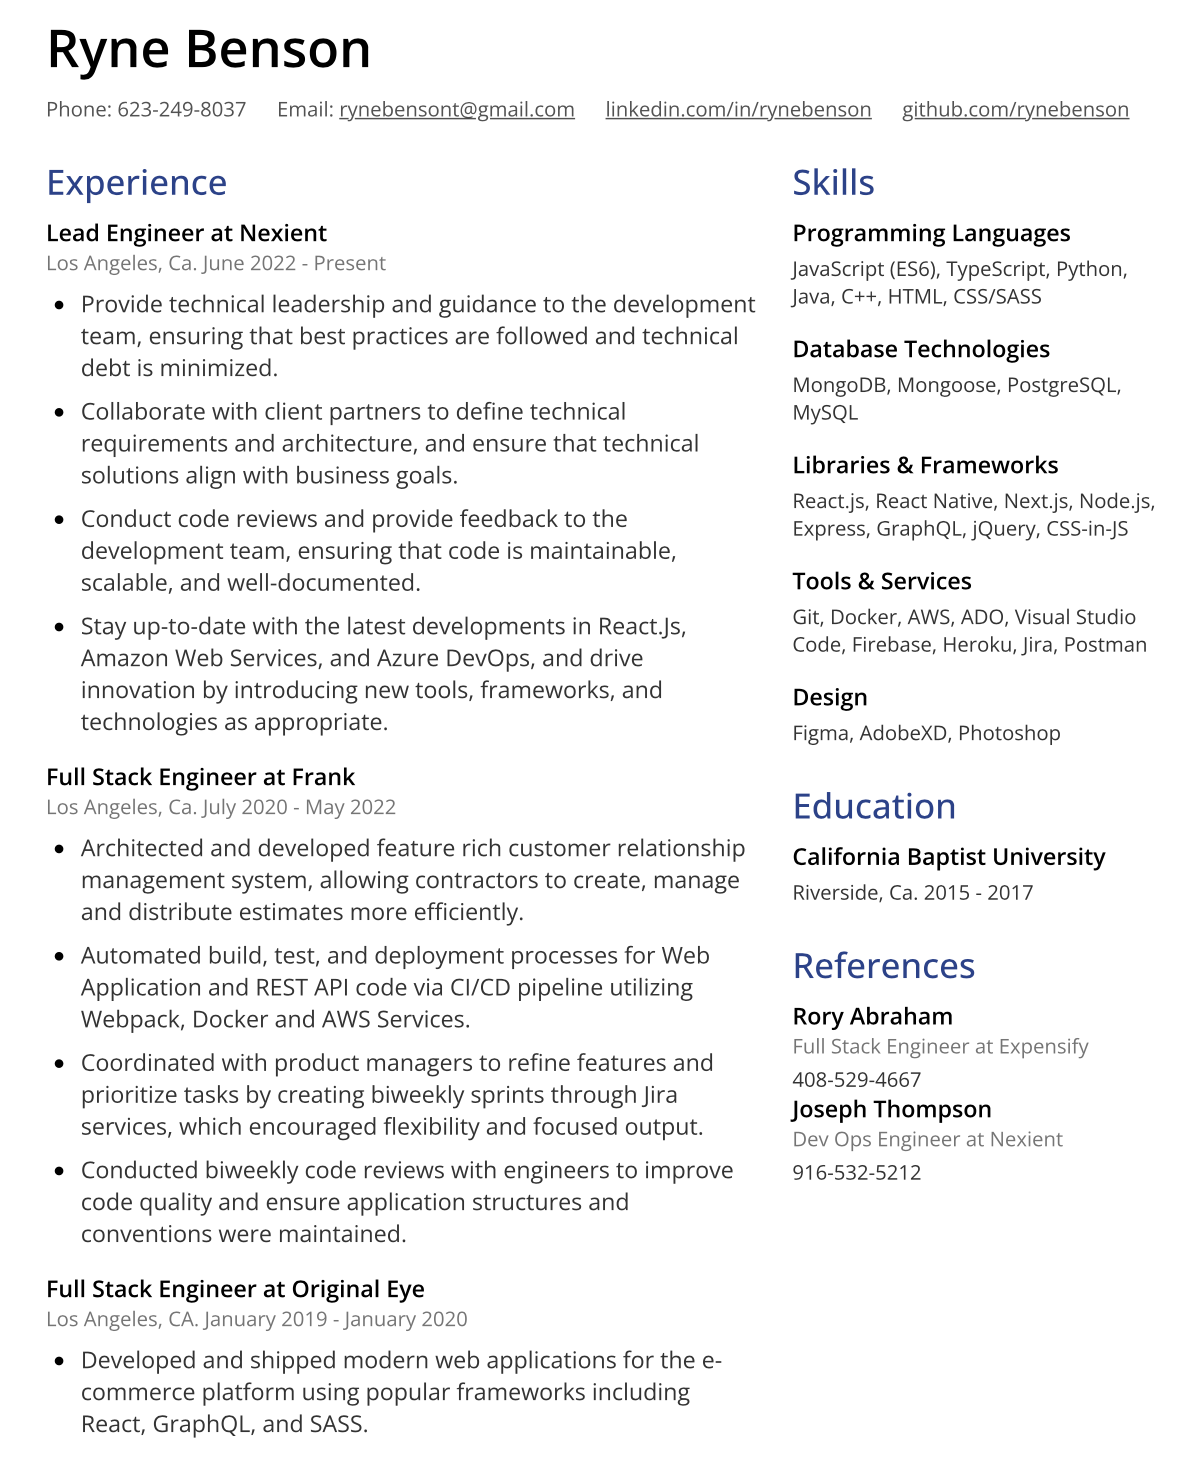 Ryne Benson
Phone: 623-249-8037 Email: rynebensont@gmail.com linkedin.com/in/rynebenson github.com/rynebenson
Experience
Lead Engineer at Nexient
Los Angeles, Ca. June 2022 - Present
• Provide technical leadership and guidance to the development
team, ensuring that best practices are followed and technical
debt is minimized.
• Collaborate with client partners to define technical
requirements and architecture, and ensure that technical
solutions align with business goals.
• Conduct code reviews and provide feedback to the
development team, ensuring that code is maintainable,
scalable, and well-documented.
• Stay up-to-date with the latest developments in React.Js,
Amazon Web Services, and Azure DevOps, and drive
innovation by introducing new tools, frameworks, and
technologies as appropriate.
Full Stack Engineer at Frank
Los Angeles, Ca. July 2020 - May 2022
• Architected and developed feature rich customer relationship
management system, allowing contractors to create, manage
and distribute estimates more efficiently.
• Automated build, test, and deployment processes for Web
Application and REST API code via CI/CD pipeline utilizing
Webpack, Docker and AWS Services.
• Coordinated with product managers to refine features and
prioritize tasks by creating biweekly sprints through Jira
services, which encouraged flexibility and focused output.
• Conducted biweekly code reviews with engineers to improve
code quality and ensure application structures and
conventions were maintained.
Full Stack Engineer at Original Eye
Los Angeles, CA. January 2019 - January 2020
• Developed and shipped modern web applications for the e-
commerce platform using popular frameworks including
React, GraphQL, and SASS.
Skills
Programming Languages
JavaScript (ES6), TypeScript, Python,
Java, C++, HTML, CSS/SASS
Database Technologies
MongoDB, Mongoose, PostgreSQL,
MySQL
Libraries & Frameworks
React.js, React Native, Next.js, Node.js,
Express, GraphQL, jQuery, CSS-in-JS
Tools & Services
Git, Docker, AWS, ADO, Visual Studio
Code, Firebase, Heroku, Jira, Postman
Design
Figma, AdobeXD, Photoshop
Education
California Baptist University
Riverside, Ca. 2015 - 2017
References
Rory Abraham
Full Stack Engineer at Expensify
408-529-4667
Joseph Thompson
Dev Ops Engineer at Nexient
916-532-5212